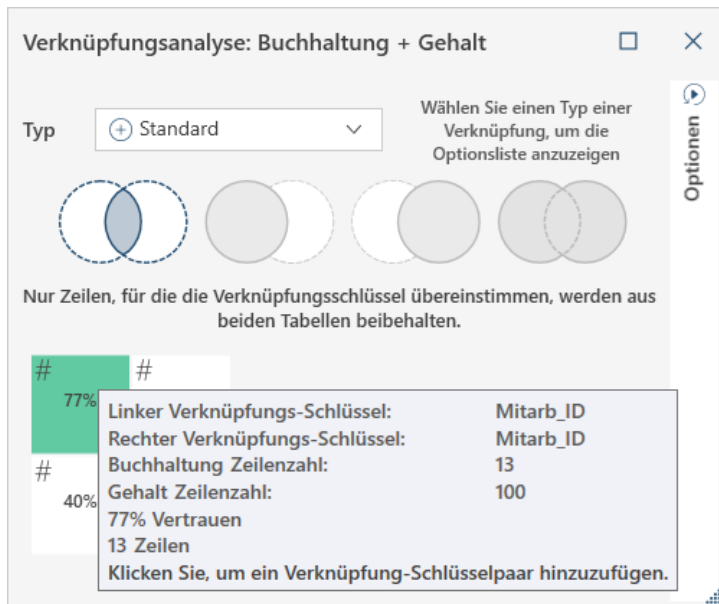 Verknüpfungsanalyse: Buchhaltung + Gehalt
Typ
Standard
Wählen Sie einen Typ einer
Verknüpfung, um die
Optionsliste anzuzeigen
Optionen
Nur Zeilen, für die die Verknüpfungsschlüssel übereinstimmen, werden aus
beiden Tabellen beibehalten.
# #
77%
#
40%
Linker Verknüpfungs-Schlüssel: Mitarb_ID
Rechter Verknüpfungs-Schlüssel: Mitarb_ID
Buchhaltung Zeilenzahl: 13
Gehalt Zeilenzahl: 100
77% Vertrauen
13 Zeilen
Klicken Sie, um ein Verknüpfung-Schlüsselpaar hinzuzufügen.